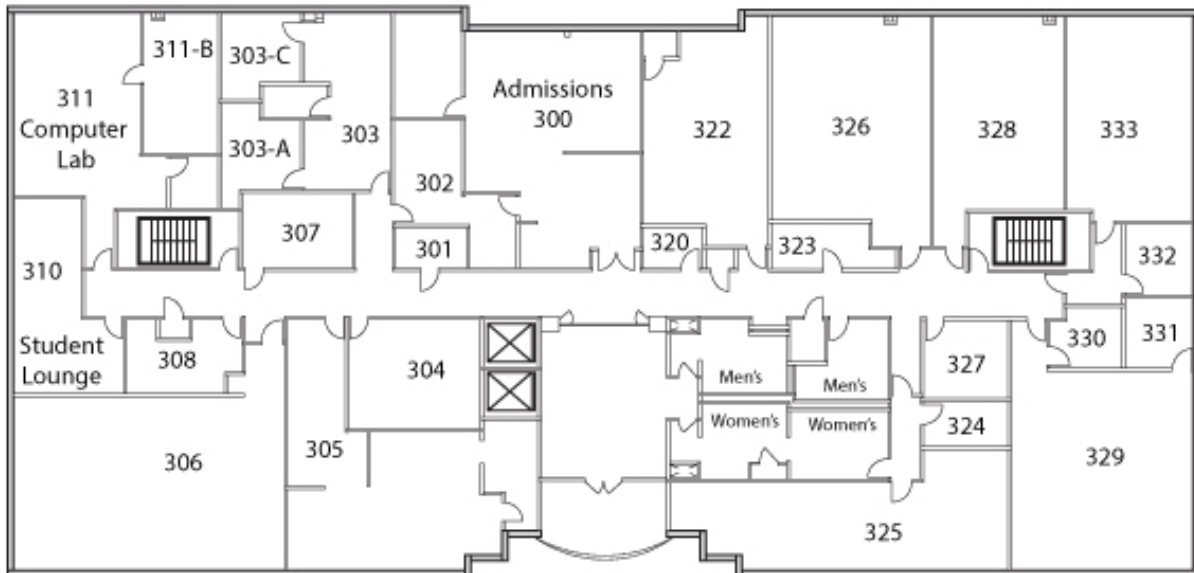 311-B
303-C
311
Computer
Lab
303-A
303
Admissions
300
302
322
326
328
333
307
301
320
323
332
310
Student
Lounge
308
304
330
331
327
Men's
Men's
Women's
Women's
324
306
305
329
325